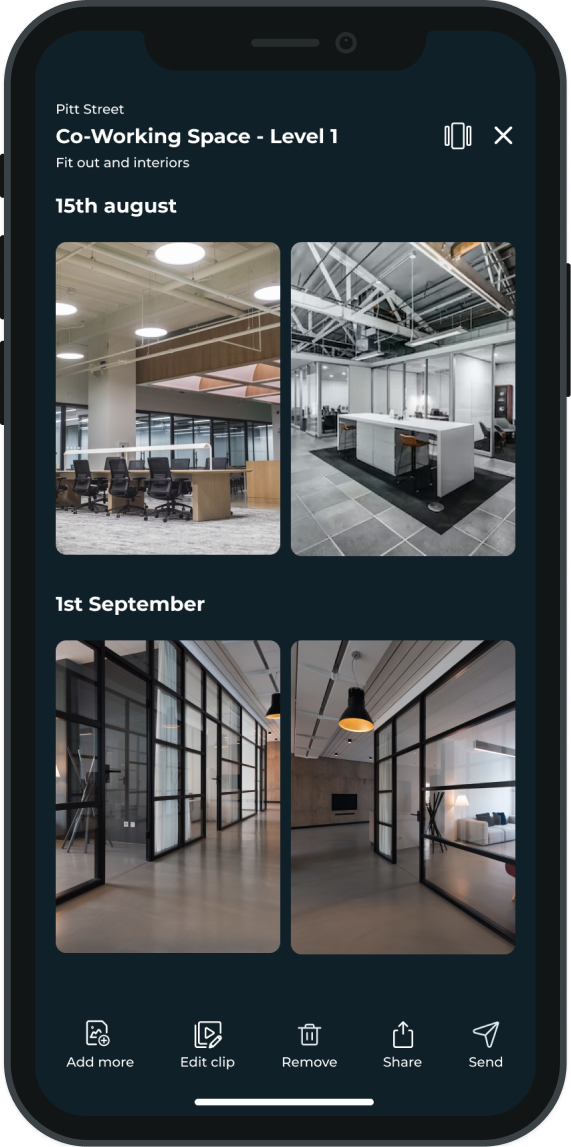 Pitt Street
Co-Working Space - Level 1
Fit out and interiors
15th august
1st September
Add more
Edit clip
Remove
Share
Send